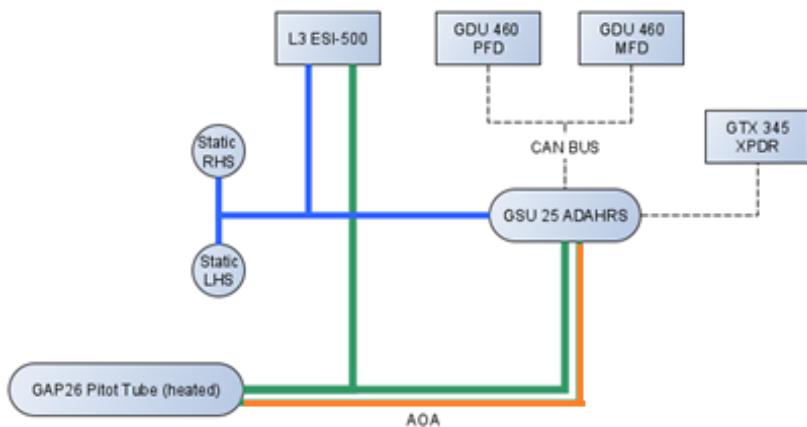 L3 ESI-500
GDU 460
PFD
GDU 460
MFD
GTX 345
XPDR
Static
RHS
CAN BUS
GSU 25 ADAHRS
Static
LHS
GAP26 Pitot Tube (heated)
AOA